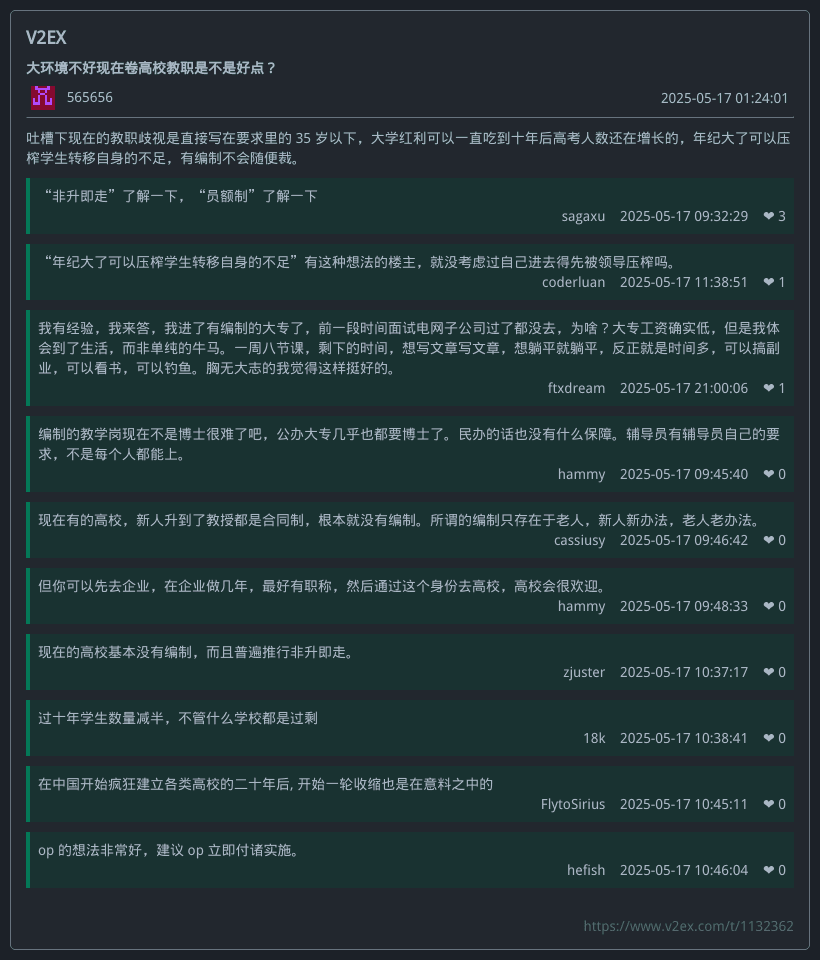 V2EX
大环境不好现在卷高校教职是不是好点？
565656
2025-05-17 01:24:01
吐槽下现在的教职歧视是直接写在要求里的 35 岁以下，大学红利可以一直吃到十年后高考人数还在增长的，年纪大了可以压
榨学生转移自身的不足，有编制不会随便裁。
“非升即走”了解一下，“员额制”了解一下
sagaxu 2025-05-17 09:32:29 ❤ 3
“年纪大了可以压榨学生转移自身的不足”有这种想法的楼主，就没考虑过自己进去得先被领导压榨吗。
coderluan 2025-05-17 11:38:51 ❤ 1
我有经验，我来答，我进了有编制的大专了，前一段时间面试电网子公司过了都没去，为啥？大专工资确实低，但是我体
会到了生活，而非单纯的牛马。一周八节课，剩下的时间，想写文章写文章，想躺平就躺平，反正就是时间多，可以搞副
业，可以看书，可以钓鱼。胸无大志的我觉得这样挺好的。
ftxdream 2025-05-17 21:00:06 ❤ 1
编制的教学岗现在不是博士很难了吧，公办大专几乎也都要博士了。民办的话也没有什么保障。辅导员有辅导员自己的要
求，不是每个人都能上。
hammy 2025-05-17 09:45:40 ❤ 0
现在有的高校，新人升到了教授都是合同制，根本就没有编制。所谓的编制只存在于老人，新人新办法，老人老办法。
cassiusy 2025-05-17 09:46:42 ❤ 0
但你可以先去企业，在企业做几年，最好有职称，然后通过这个身份去高校，高校会很欢迎。
hammy 2025-05-17 09:48:33 ❤ 0
现在的高校基本没有编制，而且普遍推行非升即走。
zjuster 2025-05-17 10:37:17 ❤ 0
过十年学生数量减半，不管什么学校都是过剩
18k 2025-05-17 10:38:41 ❤ 0
在中国开始疯狂建立各类高校的二十年后, 开始一轮收缩也是在意料之中的
FlytoSirius 2025-05-17 10:45:11 ❤ 0
op 的想法非常好，建议 op 立即付诸实施。
hefish 2025-05-17 10:46:04 ❤ 0
https://www.v2ex.com/t/1132362